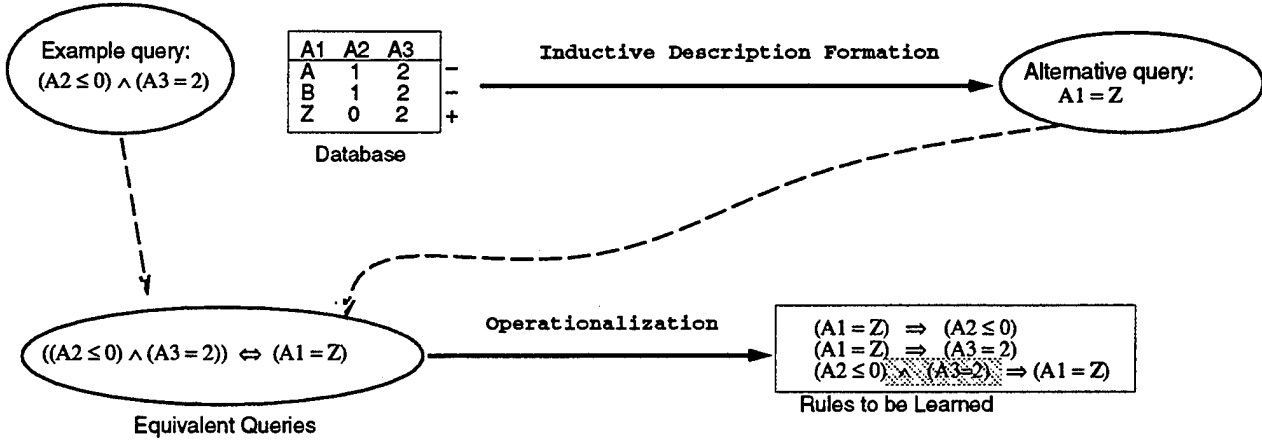 Example query:
(A2 ≤ 0) ∧ (A3 = 2)
A1 A2 A3
A 1 2 −
B 1 2 −
Z 0 2 +
Database
Inductive Description Formation
Alternative query:
A1 = Z
((A2 ≤ 0) ∧ (A3 = 2)) ⇔ (A1 = Z)
Equivalent Queries
Operationalization
(A1 = Z) ⇒ (A2 ≤ 0)
(A1 = Z) ⇒ (A3 = 2)
(A2 ≤ 0) ∧ (A3=2) ⇒ (A1 = Z)
Rules to be Learned